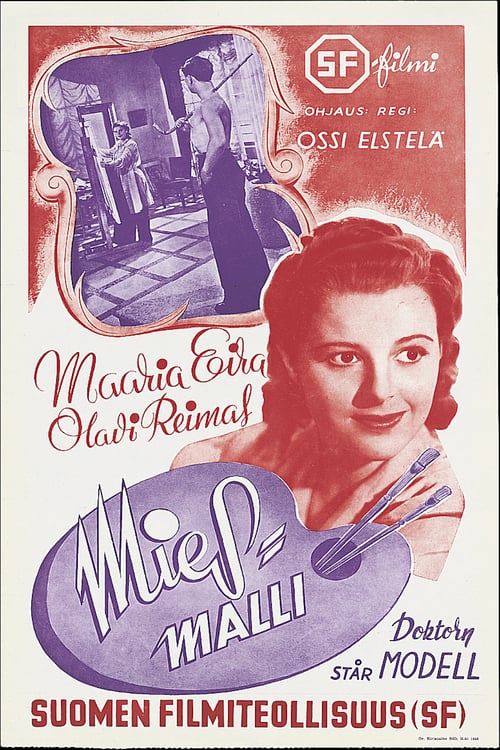 SF-filmi
OHJAUS: REGI:
OSSI ELSTELÄ
Maaria Eira
Olavi Reimas
Mies=
MALLI
Doktorn
STÅR MODELL
SUOMEN FILMITEOLLISUUS (SF)